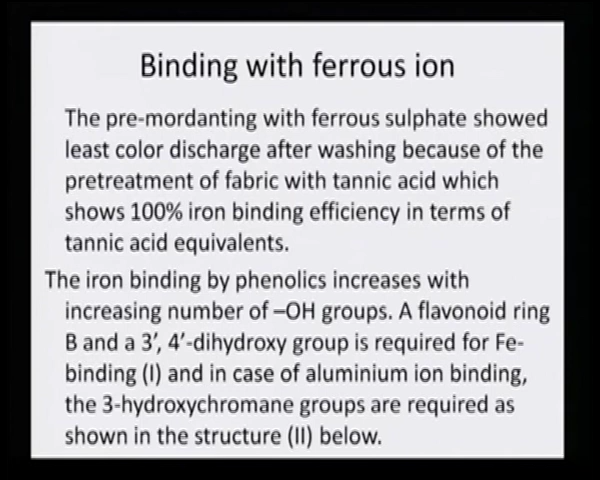 Binding with ferrous ion
The pre-mordanting with ferrous sulphate showed
least color discharge after washing because of the
pretreatment of fabric with tannic acid which
shows 100% iron binding efficiency in terms of
tannic acid equivalents.
The iron binding by phenolics increases with
increasing number of –OH groups. A flavonoid ring
B and a 3’, 4’-dihydroxy group is required for Fe-
binding (I) and in case of aluminium ion binding,
the 3-hydroxychromane groups are required as
shown in the structure (II) below.